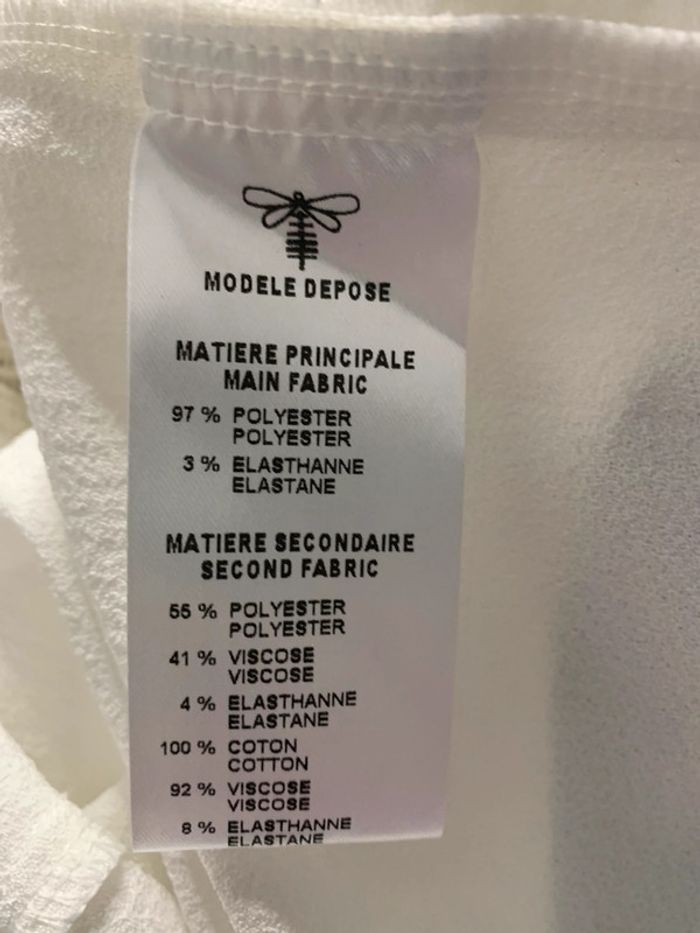 MODELE DEPOSE
MATIERE PRINCIPALE
MAIN FABRIC
97 % POLYESTER
POLYESTER
3 % ELASTHANNE
ELASTANE
MATIERE SECONDAIRE
SECOND FABRIC
55 % POLYESTER
POLYESTER
41 % VISCOSE
VISCOSE
4 % ELASTHANNE
ELASTANE
100 % COTON
COTTON
92 % VISCOSE
VISCOSE
8 % ELASTHANNE
ELASTANE